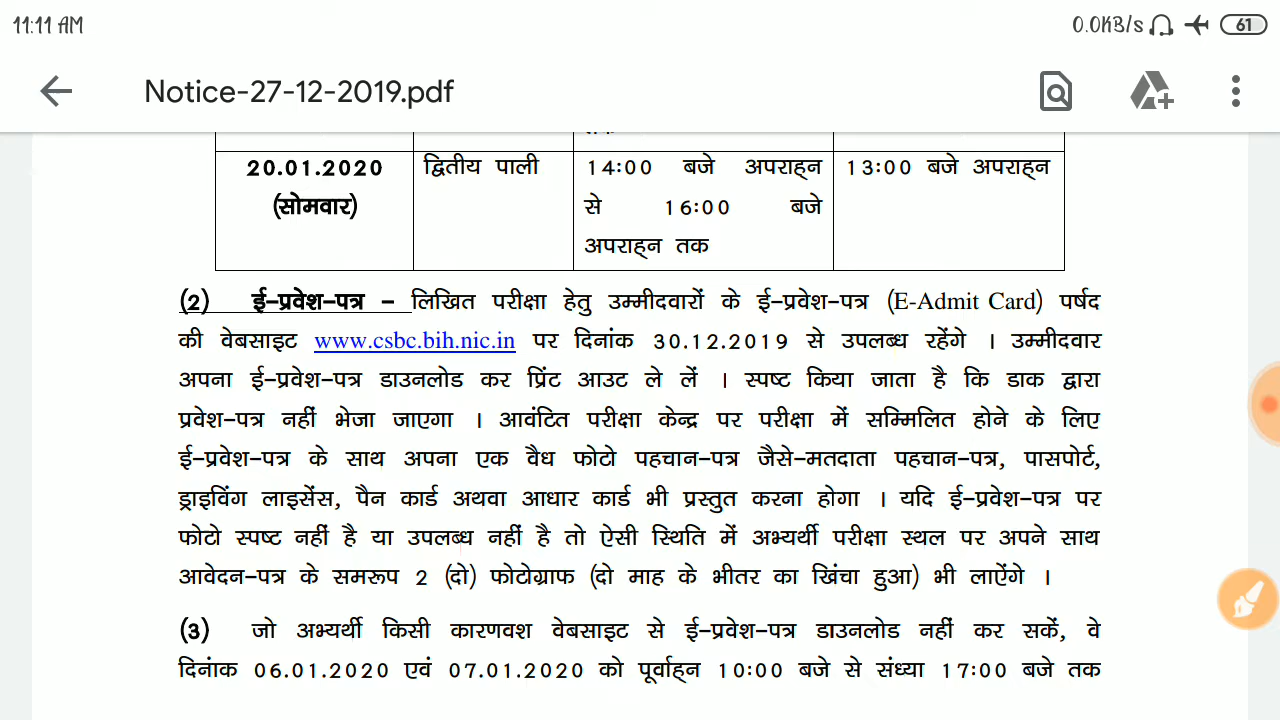 11:11 AM
0.0KB/s
61
Notice-27-12-2019.pdf
20.01.2020 द्वितीय पाली 14:00 बजे अपराह्न 13:00 बजे अपराह्न
(सोमवार) से 16:00 बजे
अपराह्न तक
(2) ई–प्रवेश–पत्र – लिखित परीक्षा हेतु उम्मीदवारों के ई–प्रवेश–पत्र (E-Admit Card) पर्षद
की वेबसाइट www.csbc.bih.nic.in पर दिनांक 30.12.2019 से उपलब्ध रहेंगे । उम्मीदवार
अपना ई–प्रवेश–पत्र डाउनलोड कर प्रिंट आउट ले लें । स्पष्ट किया जाता है कि डाक द्वारा
प्रवेश–पत्र नहीं भेजा जाएगा । आवंटित परीक्षा केन्द्र पर परीक्षा में सम्मिलित होने के लिए
ई–प्रवेश–पत्र के साथ अपना एक वैध फोटो पहचान–पत्र जैसे–मतदाता पहचान–पत्र, पासपोर्ट,
ड्राइविंग लाइसेंस, पैन कार्ड अथवा आधार कार्ड भी प्रस्तुत करना होगा । यदि ई–प्रवेश–पत्र पर
फोटो स्पष्ट नहीं है या उपलब्ध नहीं है तो ऐसी स्थिति में अभ्यर्थी परीक्षा स्थल पर अपने साथ
आवेदन–पत्र के समरूप 2 (दो) फोटोग्राफ (दो माह के भीतर का खिंचा हुआ) भी लाऐंगे ।
(3) जो अभ्यर्थी किसी कारणवश वेबसाइट से ई–प्रवेश–पत्र डाउनलोड नहीं कर सकें, वे
दिनांक 06.01.2020 एवं 07.01.2020 को पूर्वाह्न 10:00 बजे से संध्या 17:00 बजे तक